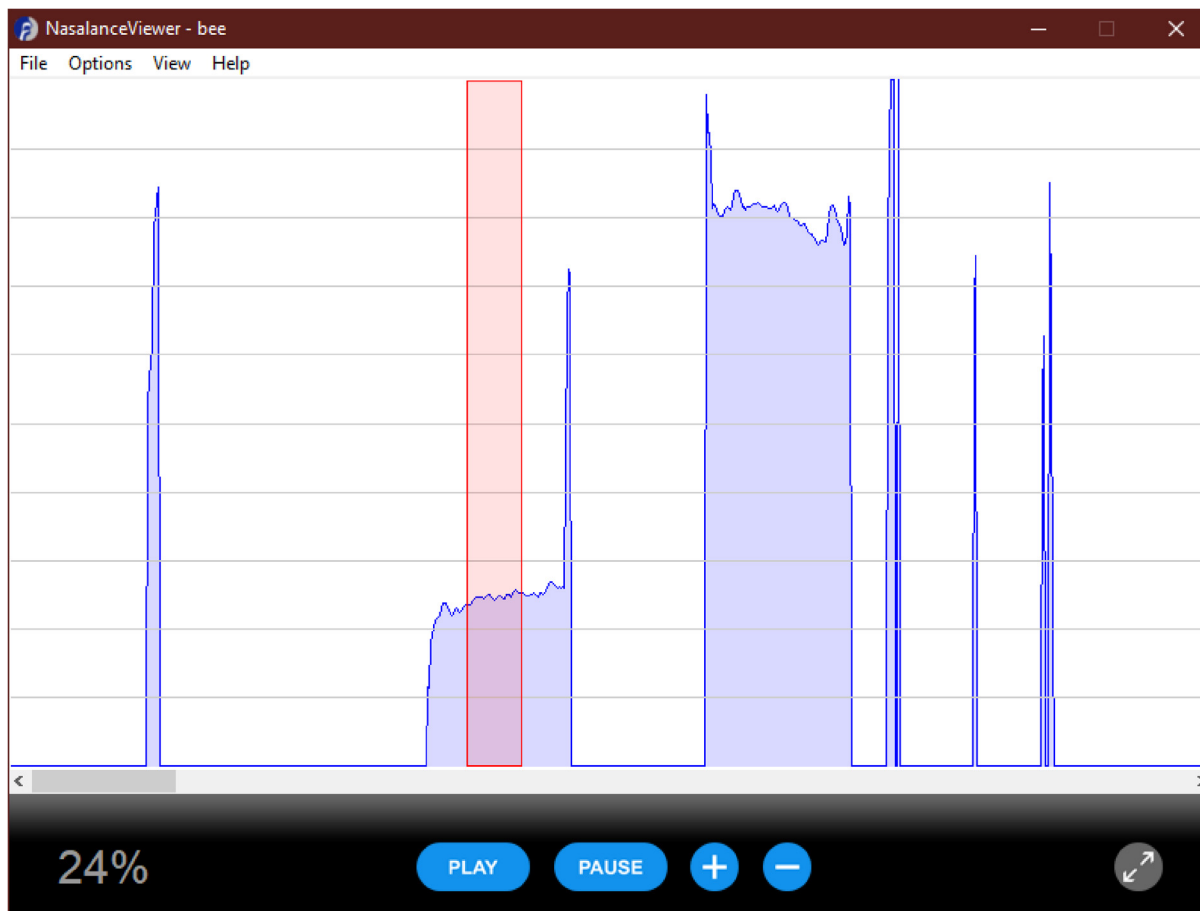 NasalanceViewer - bee
File Options View Help
24%
PLAY PAUSE + −